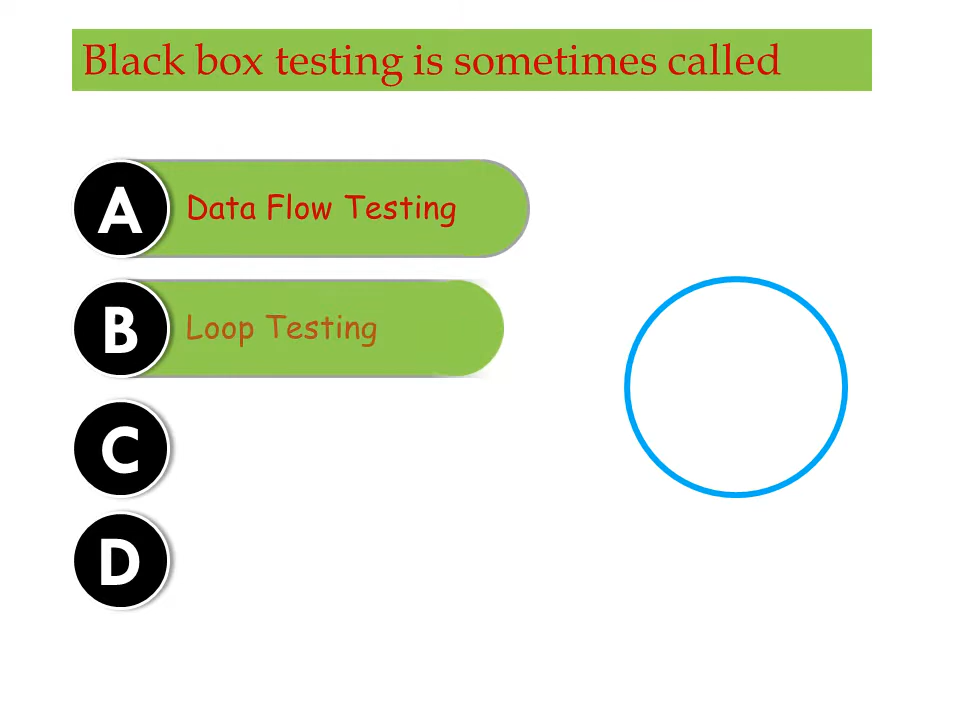 Black box testing is sometimes called
A Data Flow Testing
B Loop Testing
C
D